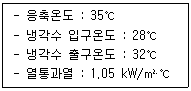 - 응축온도 : 35℃
- 냉각수 입구온도 : 28℃
- 냉각수 출구온도 : 32℃
- 열통과열 : 1.05 kW/m²·℃